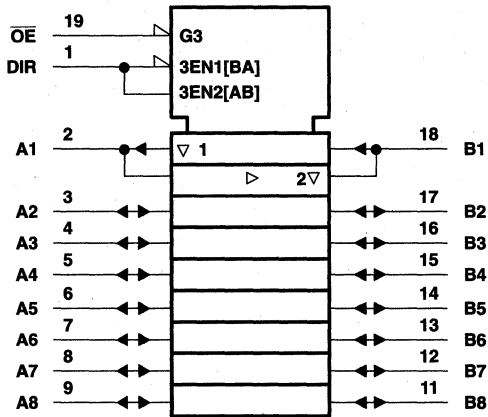 19
OE
G3
1
DIR
3EN1[BA]
3EN2[AB]
2
A1
▽ 1
18
B1
▷ 2▽
3
A2
17
B2
4
A3
16
B3
5
A4
15
B4
6
A5
14
B5
7
A6
13
B6
8
A7
12
B7
9
A8
11
B8